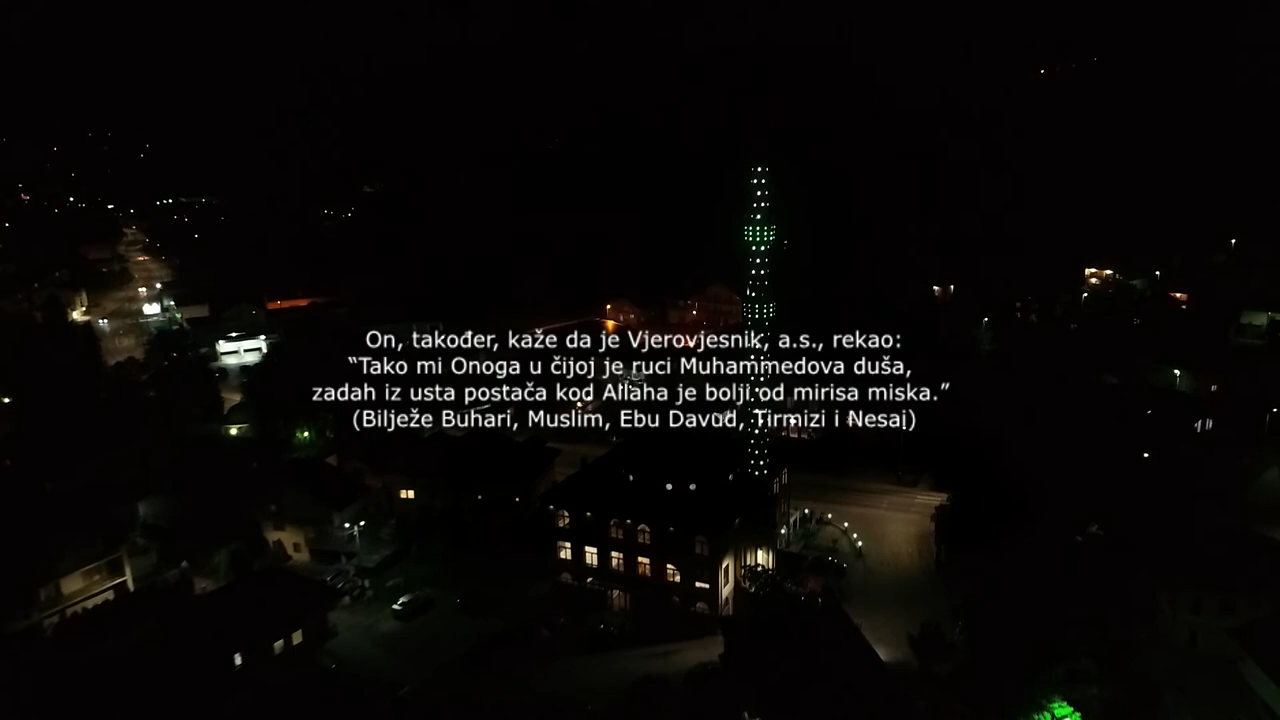 On, također, kaže da je Vjerovjesnik, a.s., rekao:
“Tako mi Onoga u čijoj je ruci Muhammedova duša,
zadah iz usta postača kod Allaha je bolji od mirisa miska.”
(Bilježe Buhari, Muslim, Ebu Davud, Tirmizi i Nesai)